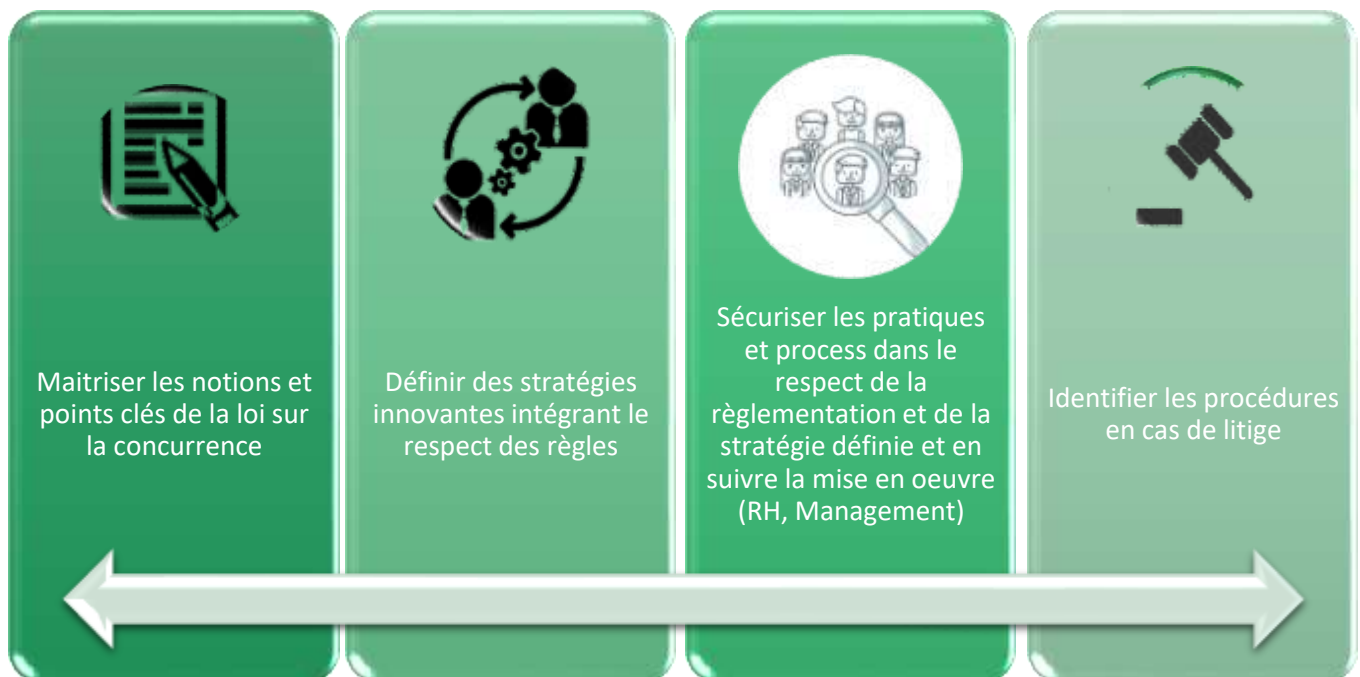 Maitriser les notions et
points clés de la loi sur
la concurrence
Définir des stratégies
innovantes intégrant le
respect des règles
Sécuriser les pratiques
et process dans le
respect de la
règlementation et de la
stratégie définie et en
suivre la mise en oeuvre
(RH, Management)
Identifier les procédures
en cas de litige